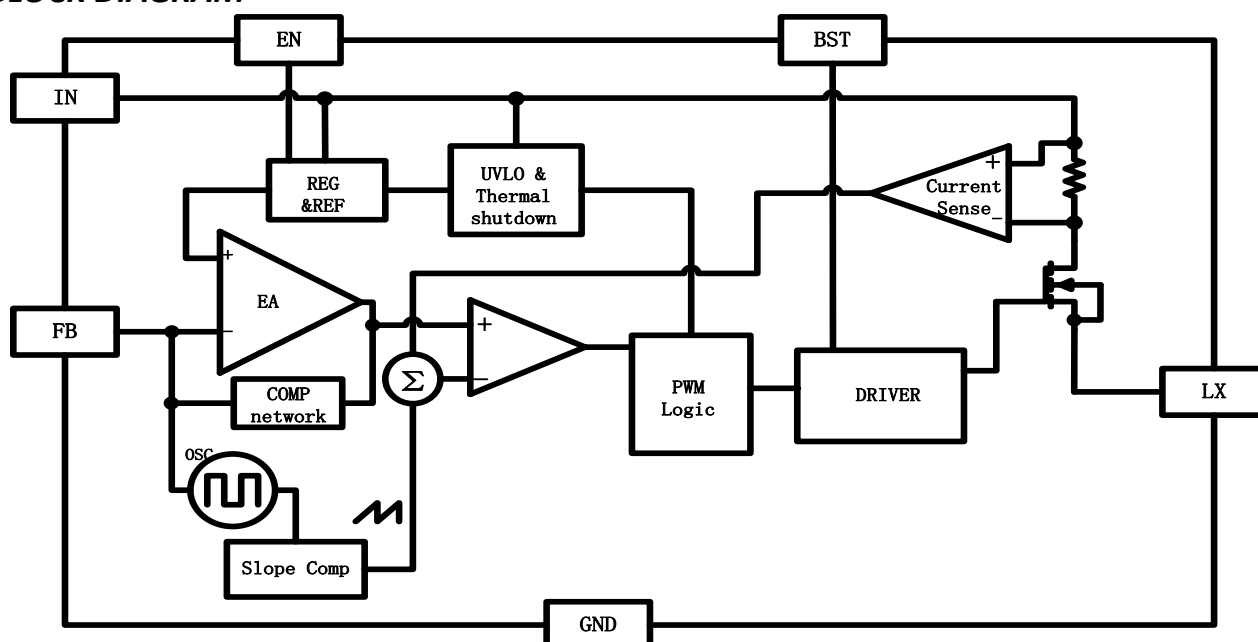 BLOCK DIAGRAM
EN
BST
IN
REG
&REF
UVLO &
Thermal
shutdown
+
Current
Sense
-
+
EA
-
FB
+
-
Σ
COMP
network
PWM
Logic
DRIVER
LX
OSC
Slope Comp
GND